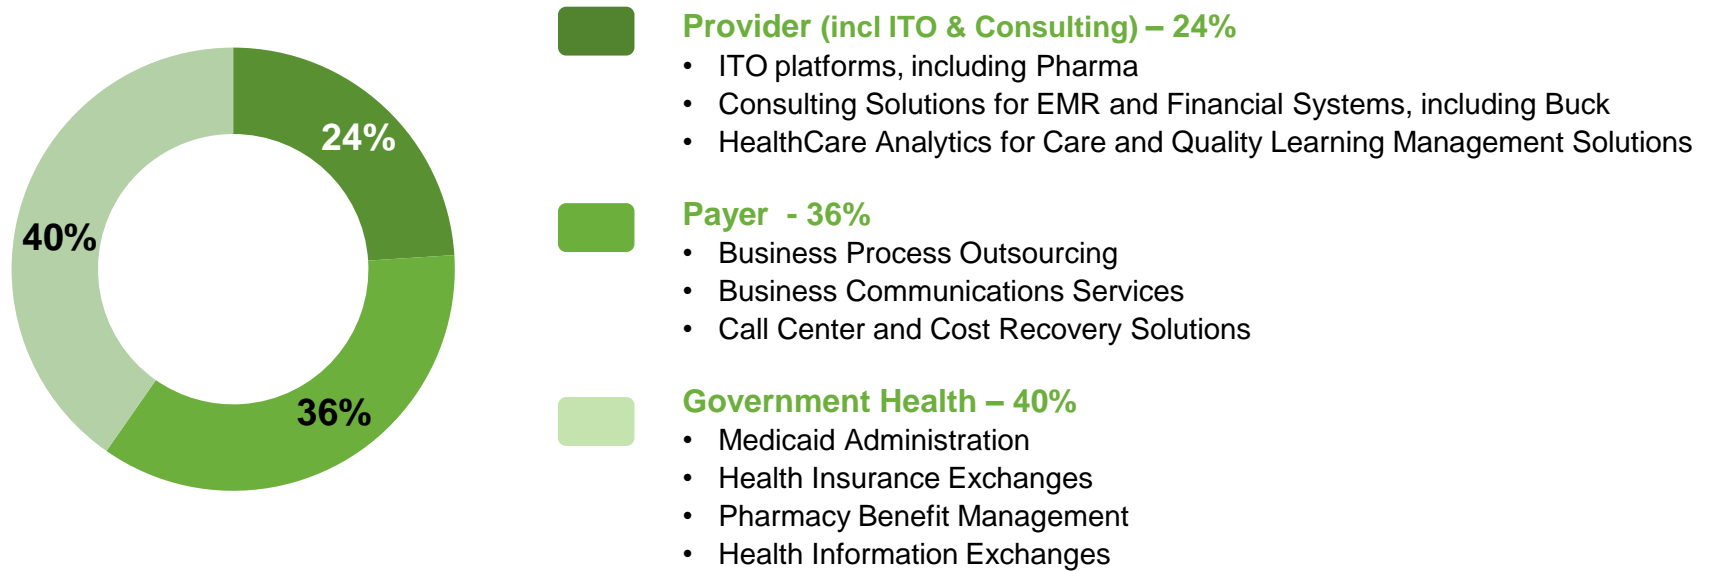 24%
40%
36%
Provider (incl ITO & Consulting) – 24%
• ITO platforms, including Pharma
• Consulting Solutions for EMR and Financial Systems, including Buck
• HealthCare Analytics for Care and Quality Learning Management Solutions
Payer - 36%
• Business Process Outsourcing
• Business Communications Services
• Call Center and Cost Recovery Solutions
Government Health – 40%
• Medicaid Administration
• Health Insurance Exchanges
• Pharmacy Benefit Management
• Health Information Exchanges